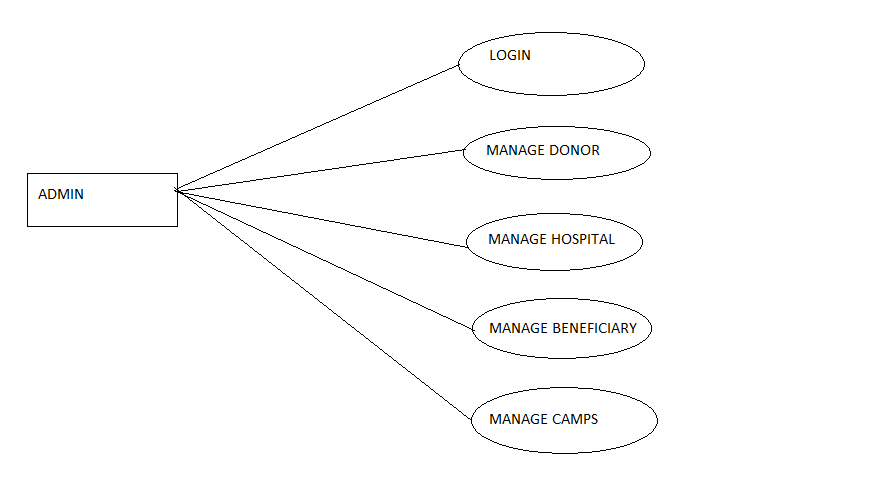 LOGIN
MANAGE DONOR
ADMIN
MANAGE HOSPITAL
MANAGE BENEFICIARY
MANAGE CAMPS